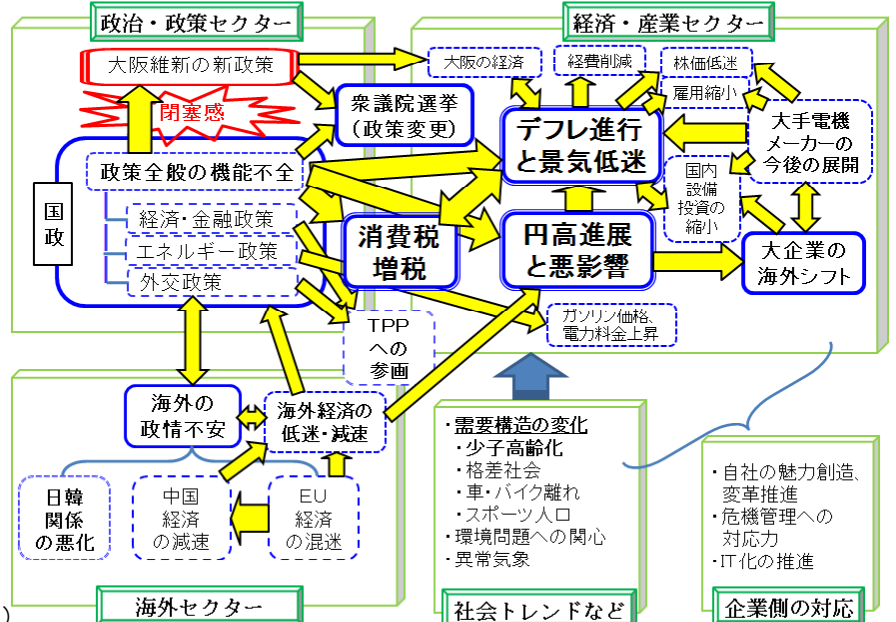 政治・政策セクター
大阪維新の新政策
閉塞感
衆議院選挙
(政策変更)
国政
政策全般の機能不全
経済・金融政策
エネルギー政策
外交政策
消費税
増税
TPP
への
参画
経済・産業セクター
大阪の経済
経費削減
株価低迷
雇用縮小
デフレ進行
と景気低迷
大手電機
メーカーの
今後の展開
国内
設備
投資の
縮小
円高進展
と悪影響
大企業の
海外シフト
ガソリン価格、
電力料金上昇
海外の
政情不安
海外経済の
低迷・減速
日韓
関係
の悪化
中国
経済
の減速
EU
経済
の混迷
)
海外セクター
・需要構造の変化
・少子高齢化
・格差社会
・車・バイク離れ
・スポーツ人口
・環境問題への関心
・異常気象
社会トレンドなど
・自社の魅力創造、
変革推進
・危機管理への
対応力
・IT化の推進
企業側の対応